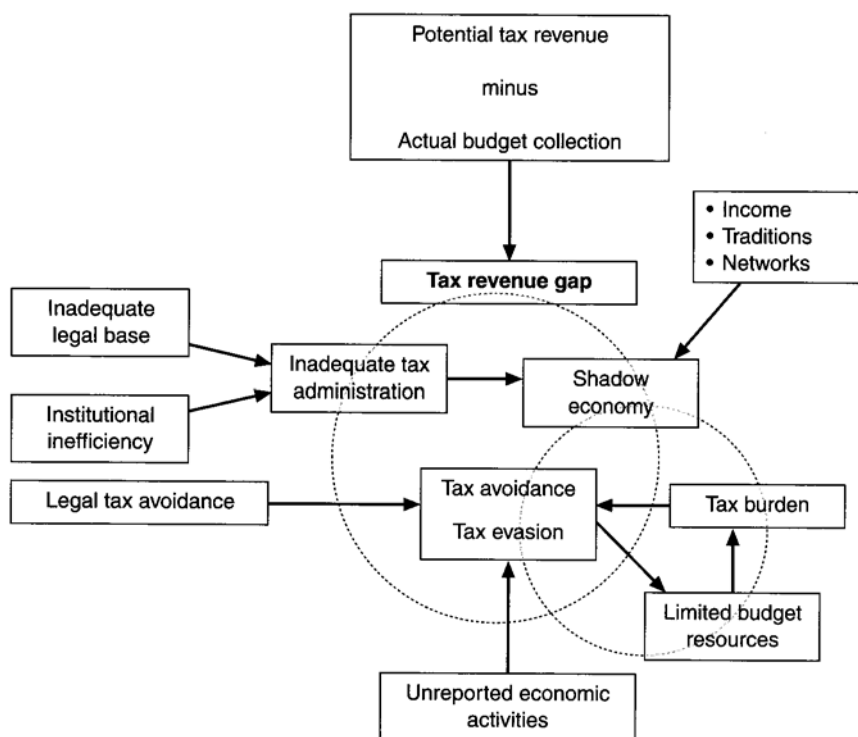 Potential tax revenue
minus
Actual budget collection
• Income
• Traditions
• Networks
Tax revenue gap
Inadequate
legal base
Inadequate tax
administration
Shadow
economy
Institutional
inefficiency
Legal tax avoidance
Tax avoidance
Tax evasion
Tax burden
Limited budget
resources
Unreported economic
activities